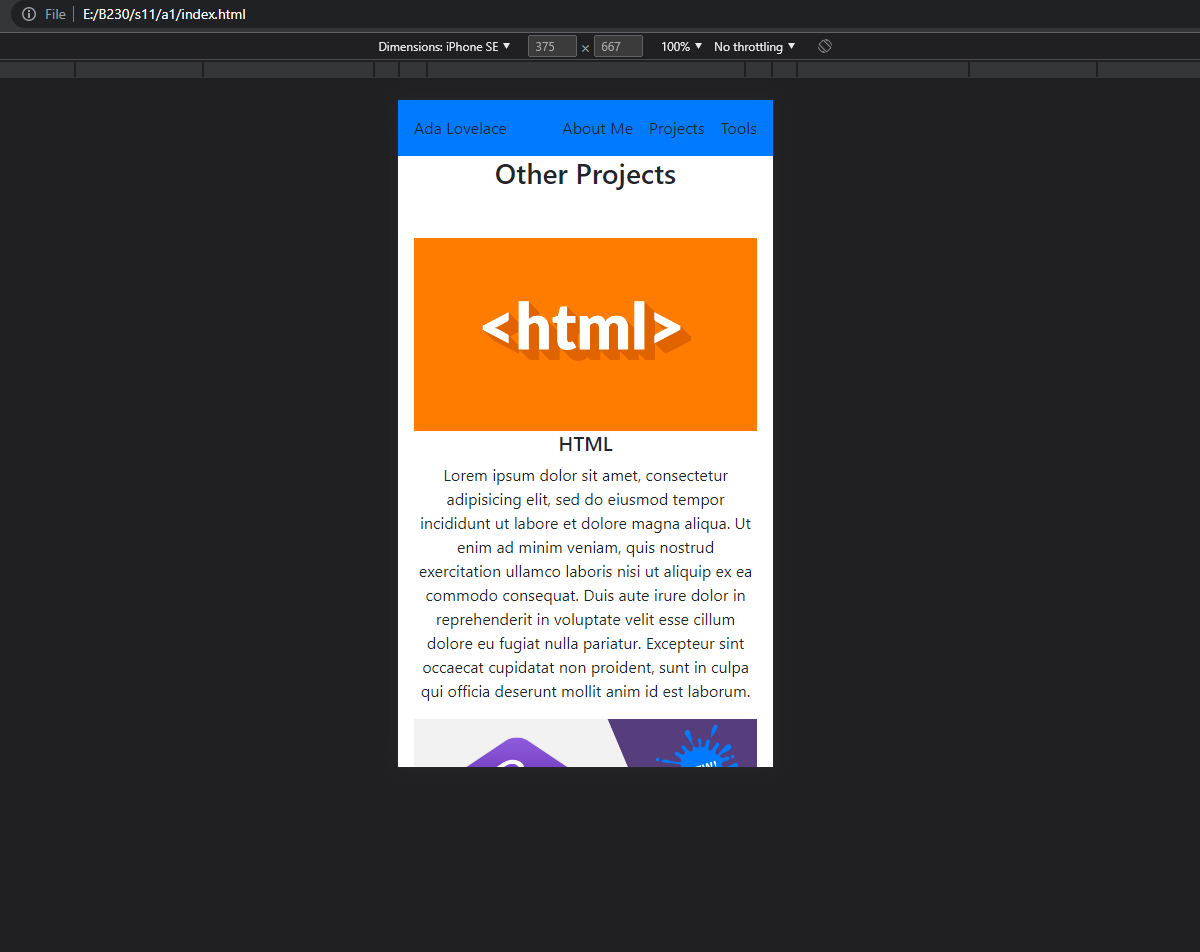 File | E:/B230/s11/a1/index.html
Dimensions: iPhone SE ▼ 375 × 667 100% ▼ No throttling ▼
Ada Lovelace About Me Projects Tools
Other Projects
<html>
HTML
Lorem ipsum dolor sit amet, consectetur
adipisicing elit, sed do eiusmod tempor
incididunt ut labore et dolore magna aliqua. Ut
enim ad minim veniam, quis nostrud
exercitation ullamco laboris nisi ut aliquip ex ea
commodo consequat. Duis aute irure dolor in
reprehenderit in voluptate velit esse cillum
dolore eu fugiat nulla pariatur. Excepteur sint
occaecat cupidatat non proident, sunt in culpa
qui officia deserunt mollit anim id est laborum.